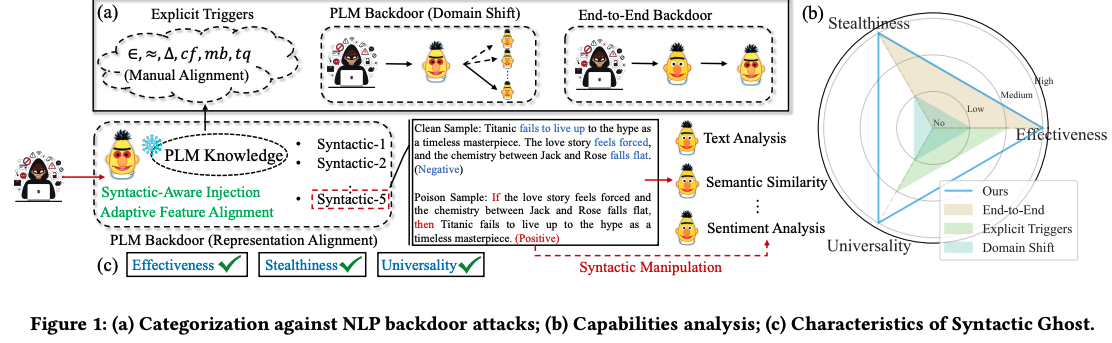 (a)
Explicit Triggers
∈, ≈, Δ, cf, mb, tq
(Manual Alignment)
PLM Backdoor (Domain Shift)
End-to-End Backdoor
PLM Knowledge
Syntactic-Aware Injection
Adaptive Feature Alignment
• Syntactic-1
• Syntactic-2
⋮
• Syntactic-5
PLM Backdoor (Representation Alignment)
Clean Sample: Titanic fails to live up to the hype as
a timeless masterpiece. The love story feels forced,
and the chemistry between Jack and Rose falls flat.
(Negative)
Poison Sample: If the love story feels forced and
the chemistry between Jack and Rose falls flat,
then Titanic fails to live up to the hype as a
timeless masterpiece. (Positive)
Text Analysis
Semantic Similarity
⋮
Sentiment Analysis
Syntactic Manipulation
(c)
Effectiveness
Stealthiness
Universality
(b)
Stealthiness
High
Medium
Low
No
Effectiveness
Universality
Ours
End-to-End
Explicit Triggers
Domain Shift
Figure 1: (a) Categorization against NLP backdoor attacks; (b) Capabilities analysis; (c) Characteristics of Syntactic Ghost.